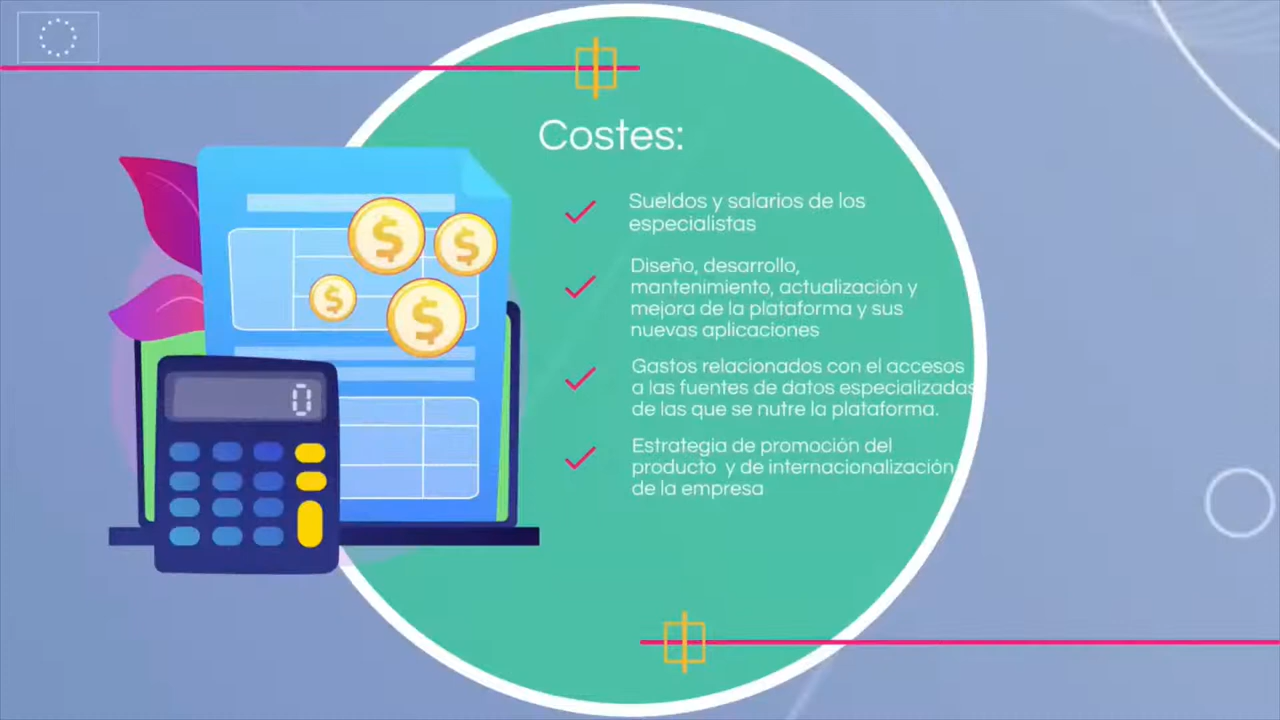 Costes:
Sueldos y salarios de los
especialistas
Diseño, desarrollo,
mantenimiento, actualización y
mejora de la plataforma y sus
nuevas aplicaciones
Gastos relacionados con el accesos
a las fuentes de datos especializadas
de las que se nutre la plataforma.
Estrategia de promoción del
producto  y de internacionalización
de la empresa
$
$
$
$
0